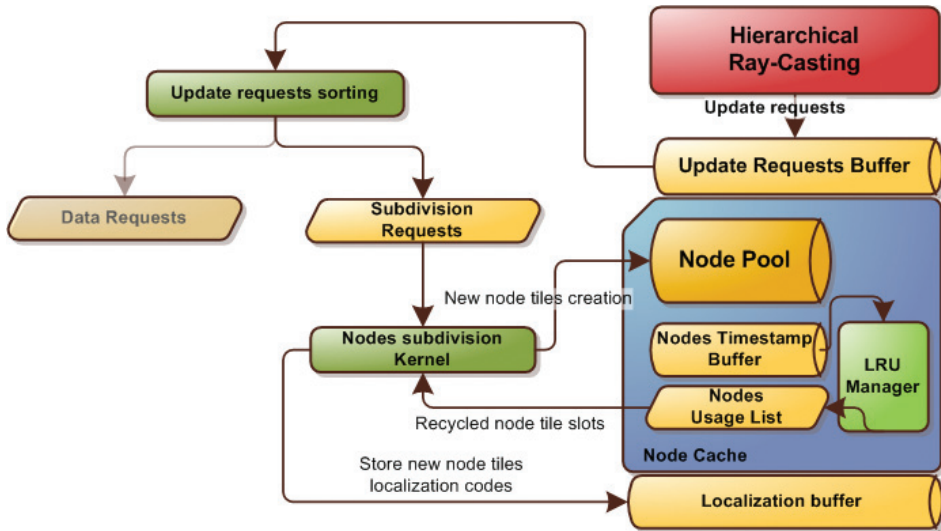 Hierarchical
Ray-Casting
Update requests sorting
Update requests
Update Requests Buffer
Data Requests
Subdivision
Requests
Node Pool
New node tiles creation
Nodes subdivision
Kernel
Nodes Timestamp
Buffer
LRU
Manager
Nodes
Usage List
Recycled node tile slots
Node Cache
Store new node tiles
localization codes
Localization buffer